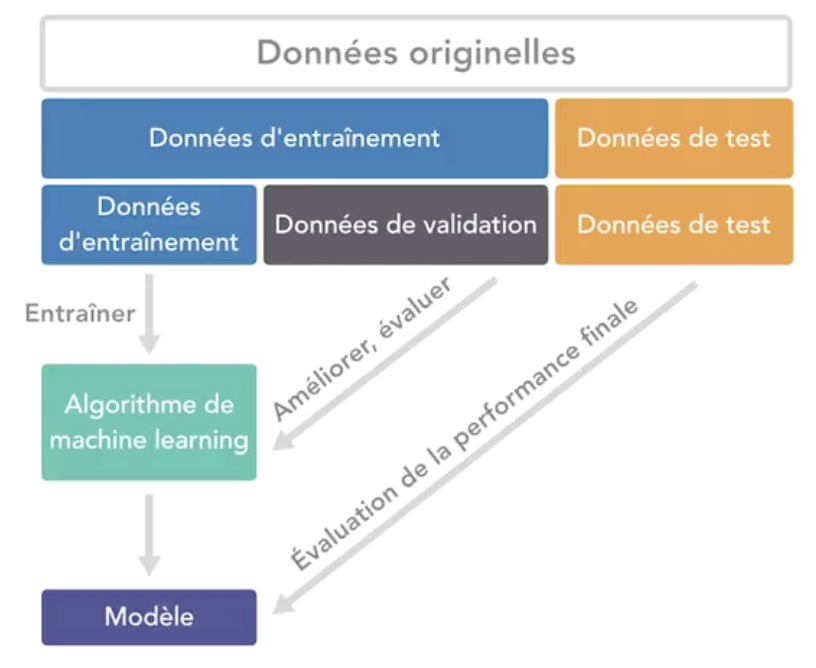 Données originelles
Données d'entraînement
Données de test
Données
d'entraînement
Données de validation
Données de test
Entraîner
Améliorer, évaluer
Évaluation de la performance finale
Algorithme de
machine learning
Modèle